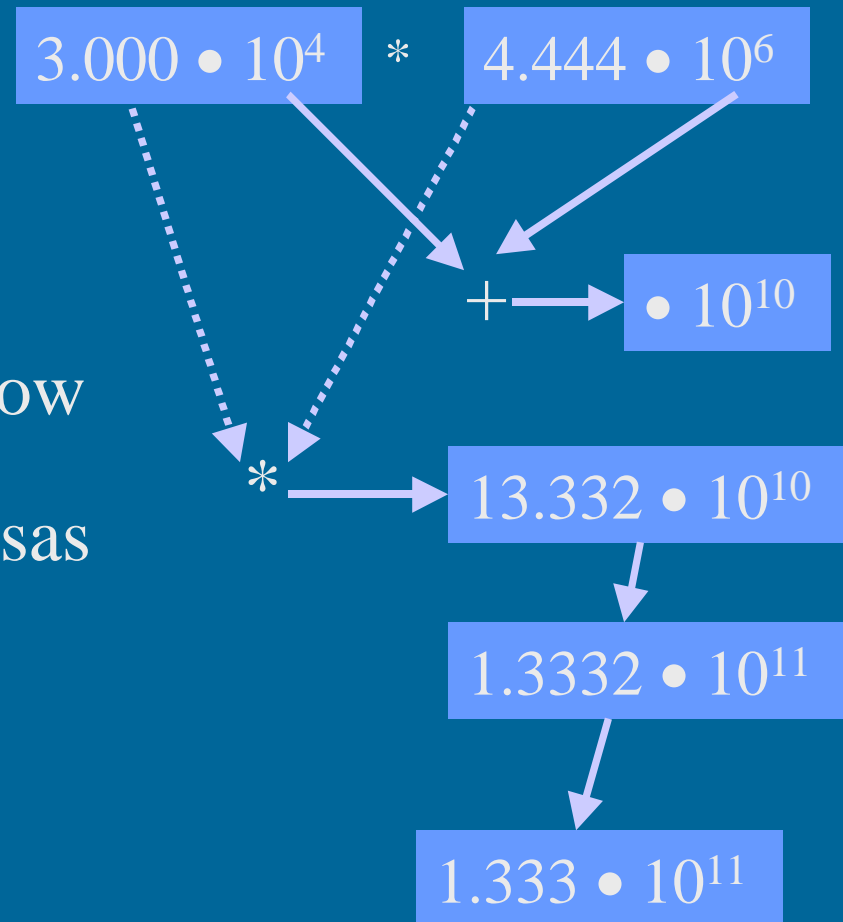 3.000 • 10⁴ * 4.444 • 10⁶
+ • 10¹⁰
ow
* 13.332 • 10¹⁰
sas
1.3332 • 10¹¹
1.333 • 10¹¹